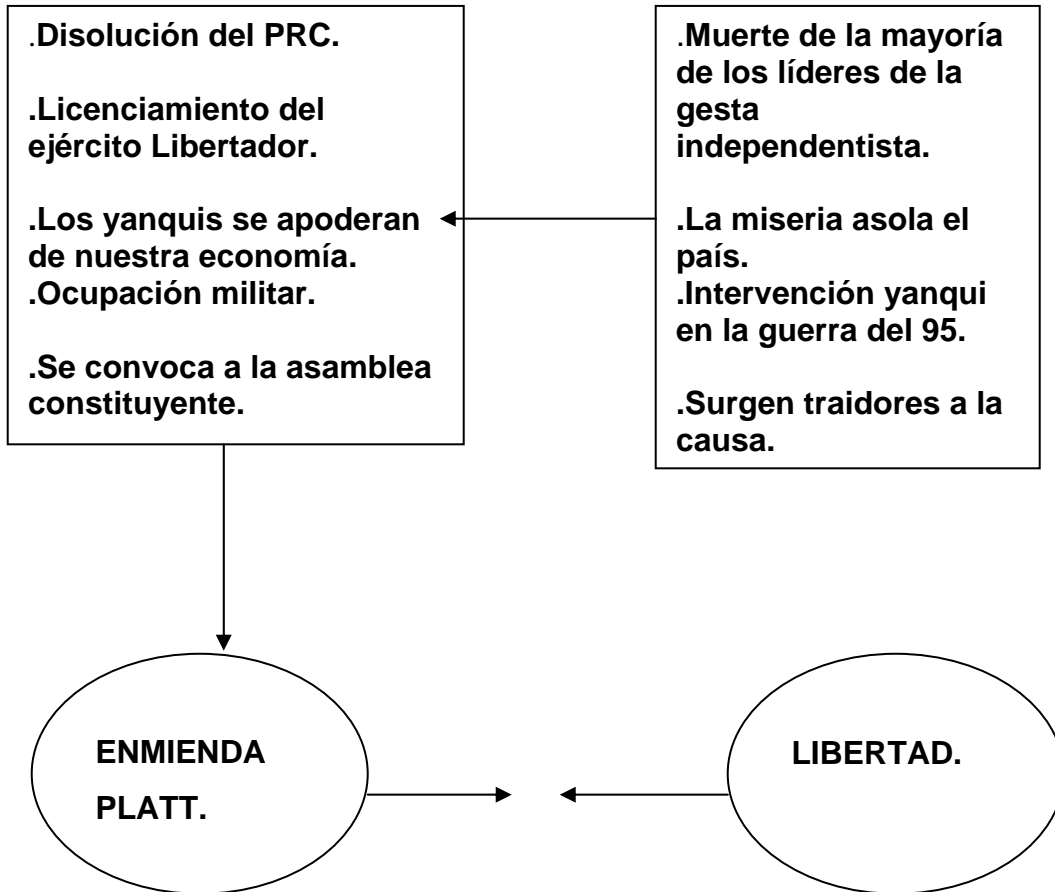 .Disolución del PRC.
.Licenciamiento del
ejército Libertador.
.Los yanquis se apoderan
de nuestra economía.
.Ocupación militar.
.Se convoca a la asamblea
constituyente.
.Muerte de la mayoría
de los líderes de la
gesta
independentista.
.La miseria asola el
país.
.Intervención yanqui
en la guerra del 95.
.Surgen traidores a la
causa.
ENMIENDA
PLATT.
LIBERTAD.